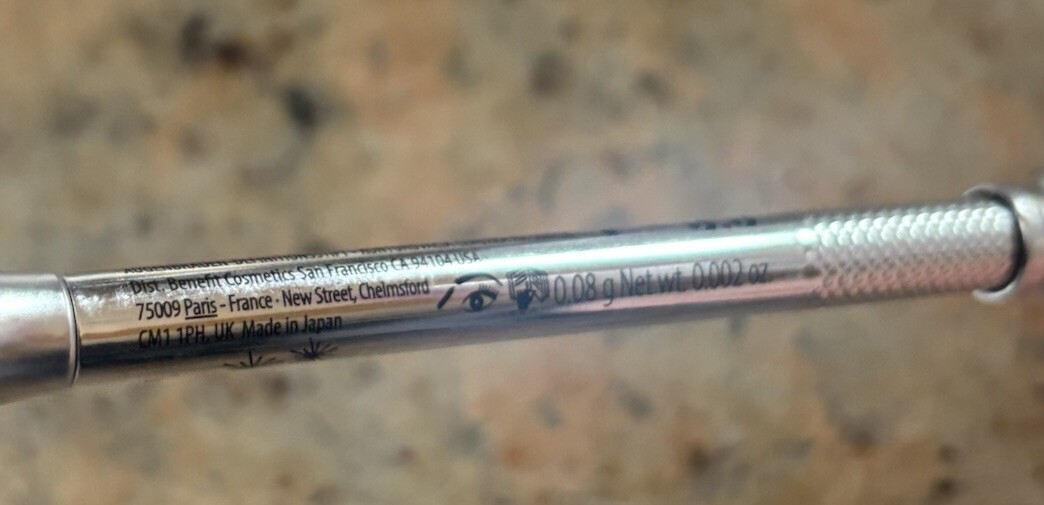 Dist. Benefit Cosmetics San Francisco CA 94104 USA
75009 Paris - France · New Street, Chelmsford
CM1 1PH, UK Made in Japan
0.08 g Net wt. 0.002 oz.